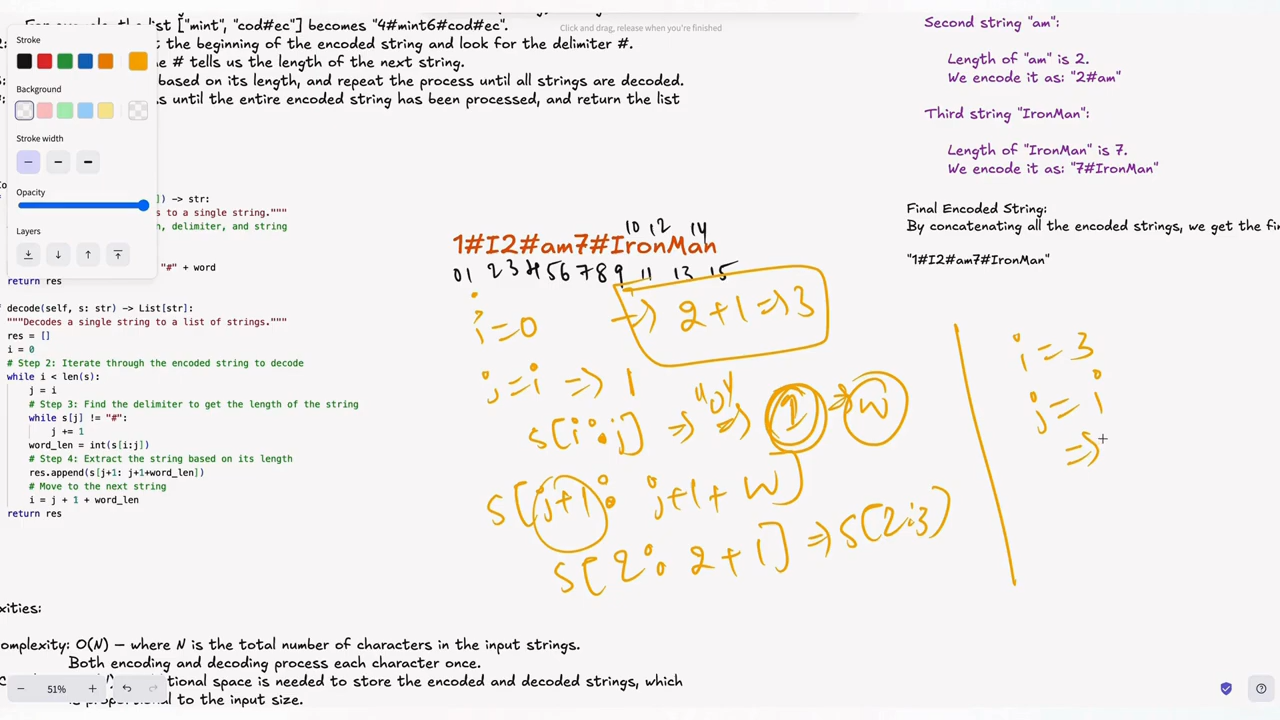 For example, the list ["mint", "cod#ec"] becomes "4#mint6#cod#ec".
Click and drag, release when you're finished
the beginning of the encoded string and look for the delimiter #.
# tells us the length of the next string.
based on its length, and repeat the process until all strings are decoded.
until the entire encoded string has been processed, and return the list
Stroke
Background
Stroke width
Opacity
Layers
-> str:
to a single string."""
delimiter, and string
"#" + word
return res
decode(self, s: str) -> List[str]:
"""Decodes a single string to a list of strings."""
res = []
i = 0
# Step 2: Iterate through the encoded string to decode
while i < len(s):
j = i
# Step 3: Find the delimiter to get the length of the string
while s[j] != "#":
j += 1
word_len = int(s[i:j])
# Step 4: Extract the string based on its length
res.append(s[j+1: j+1+word_len])
# Move to the next string
i = j + 1 + word_len
return res
10 12 14
1#I2#am7#IronMan
0 1 2 3 4 5 6 7 8 9 11 13 15
i=0
=> 2+1=>3
j=i => 1
s[i:j] => "0" => 1 => w
s[j+1: j+1+w]
s[2: 2+1] => s[2:3]
i=3
j=i
=>
Second string "am":
Length of "am" is 2.
We encode it as: "2#am"
Third string "IronMan":
Length of "IronMan" is 7.
We encode it as: "7#IronMan"
Final Encoded String:
By concatenating all the encoded strings, we get the
"1#I2#am7#IronMan"
O(N) – where N is the total number of characters in the input strings.
Both encoding and decoding process each character once.
space is needed to store the encoded and decoded strings, which
proportional to the input size.
51%